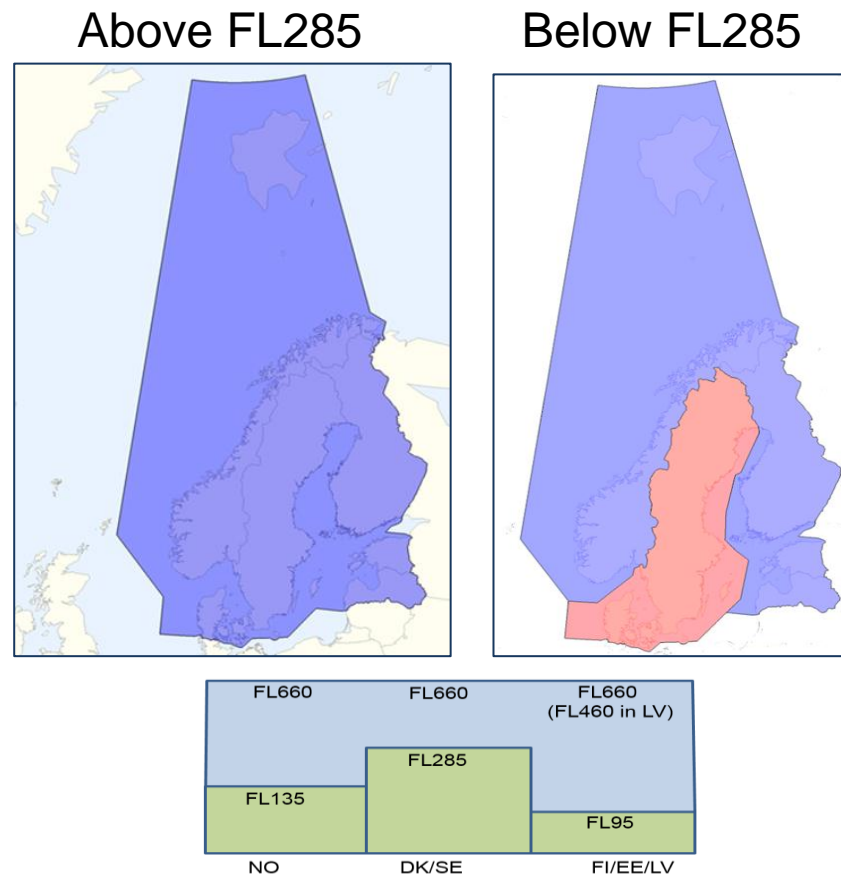 Above FL285
Below FL285
FL660
FL660
FL660
(FL460 in LV)
FL285
FL135
FL95
NO
DK/SE
FI/EE/LV